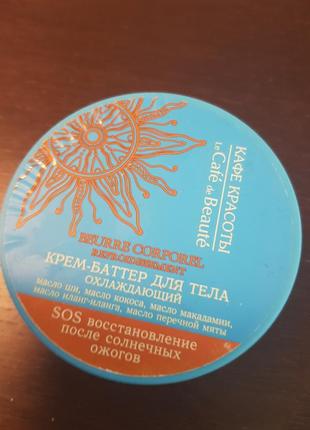 КАФЕ КРАСОТЫ
Le Café de Beauté
BEURRE CORPOREL
REFROIDISSEMENT
КРЕМ-БАТТЕР ДЛЯ ТЕЛА
ОХЛАЖДАЮЩИЙ
масло ши, масло кокоса, масло макадамии,
масло иланг-иланга, масло перечной мяты
SOS восстановление
после солнечных
ожогов